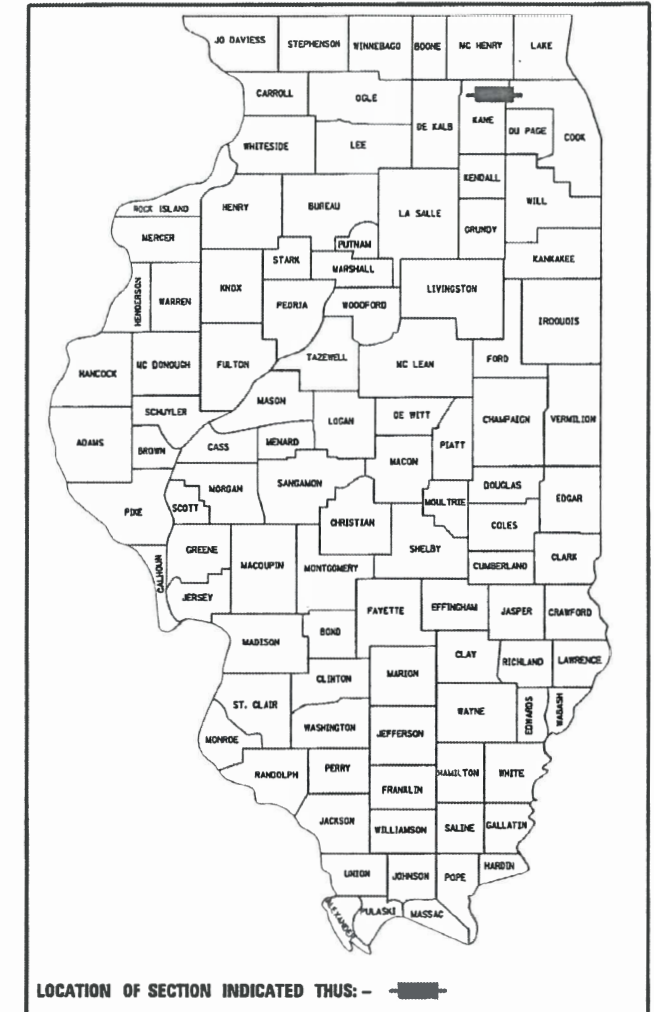 JO DAVIESS
STEPHENSON
WINNEBAGO
BOONE
MC HENRY
LAKE
CARROLL
OGLE
DE KALB
KANE
DU PAGE
COOK
WHITESIDE
LEE
KENDALL
ROCK ISLAND
HENRY
BUREAU
LA SALLE
WILL
GRUNDY
MERCER
PUTNAM
STARK
MARSHALL
KANKAKEE
HENDERSON
WARREN
KNOX
PEORIA
WOODFORD
LIVINGSTON
IROQUOIS
HANCOCK
MC DONOUGH
FULTON
TAZEWELL
MC LEAN
FORD
MASON
SCHUYLER
LOGAN
DE WITT
CHAMPAIGN
VERMILION
ADAMS
BROWN
CASS
MENARD
PIATT
MACON
MORGAN
SANGAMON
DOUGLAS
EDGAR
PIKE
SCOTT
MOULTRIE
CHRISTIAN
COLES
GREENE
MACOUPIN
MONTGOMERY
SHELBY
CUMBERLAND
CLARK
CALHOUN
JERSEY
FAYETTE
EFFINGHAM
JASPER
CRAWFORD
MADISON
BOND
CLAY
RICHLAND
LAWRENCE
CLINTON
MARION
ST. CLAIR
WAYNE
EDWARDS
WABASH
WASHINGTON
JEFFERSON
MONROE
RANDOLPH
PERRY
HAMILTON
WHITE
FRANKLIN
JACKSON
WILLIAMSON
SALINE
GALLATIN
UNION
JOHNSON
POPE
HARDIN
ALEXANDER
PULASKI
MASSAC
LOCATION OF SECTION INDICATED THUS: –